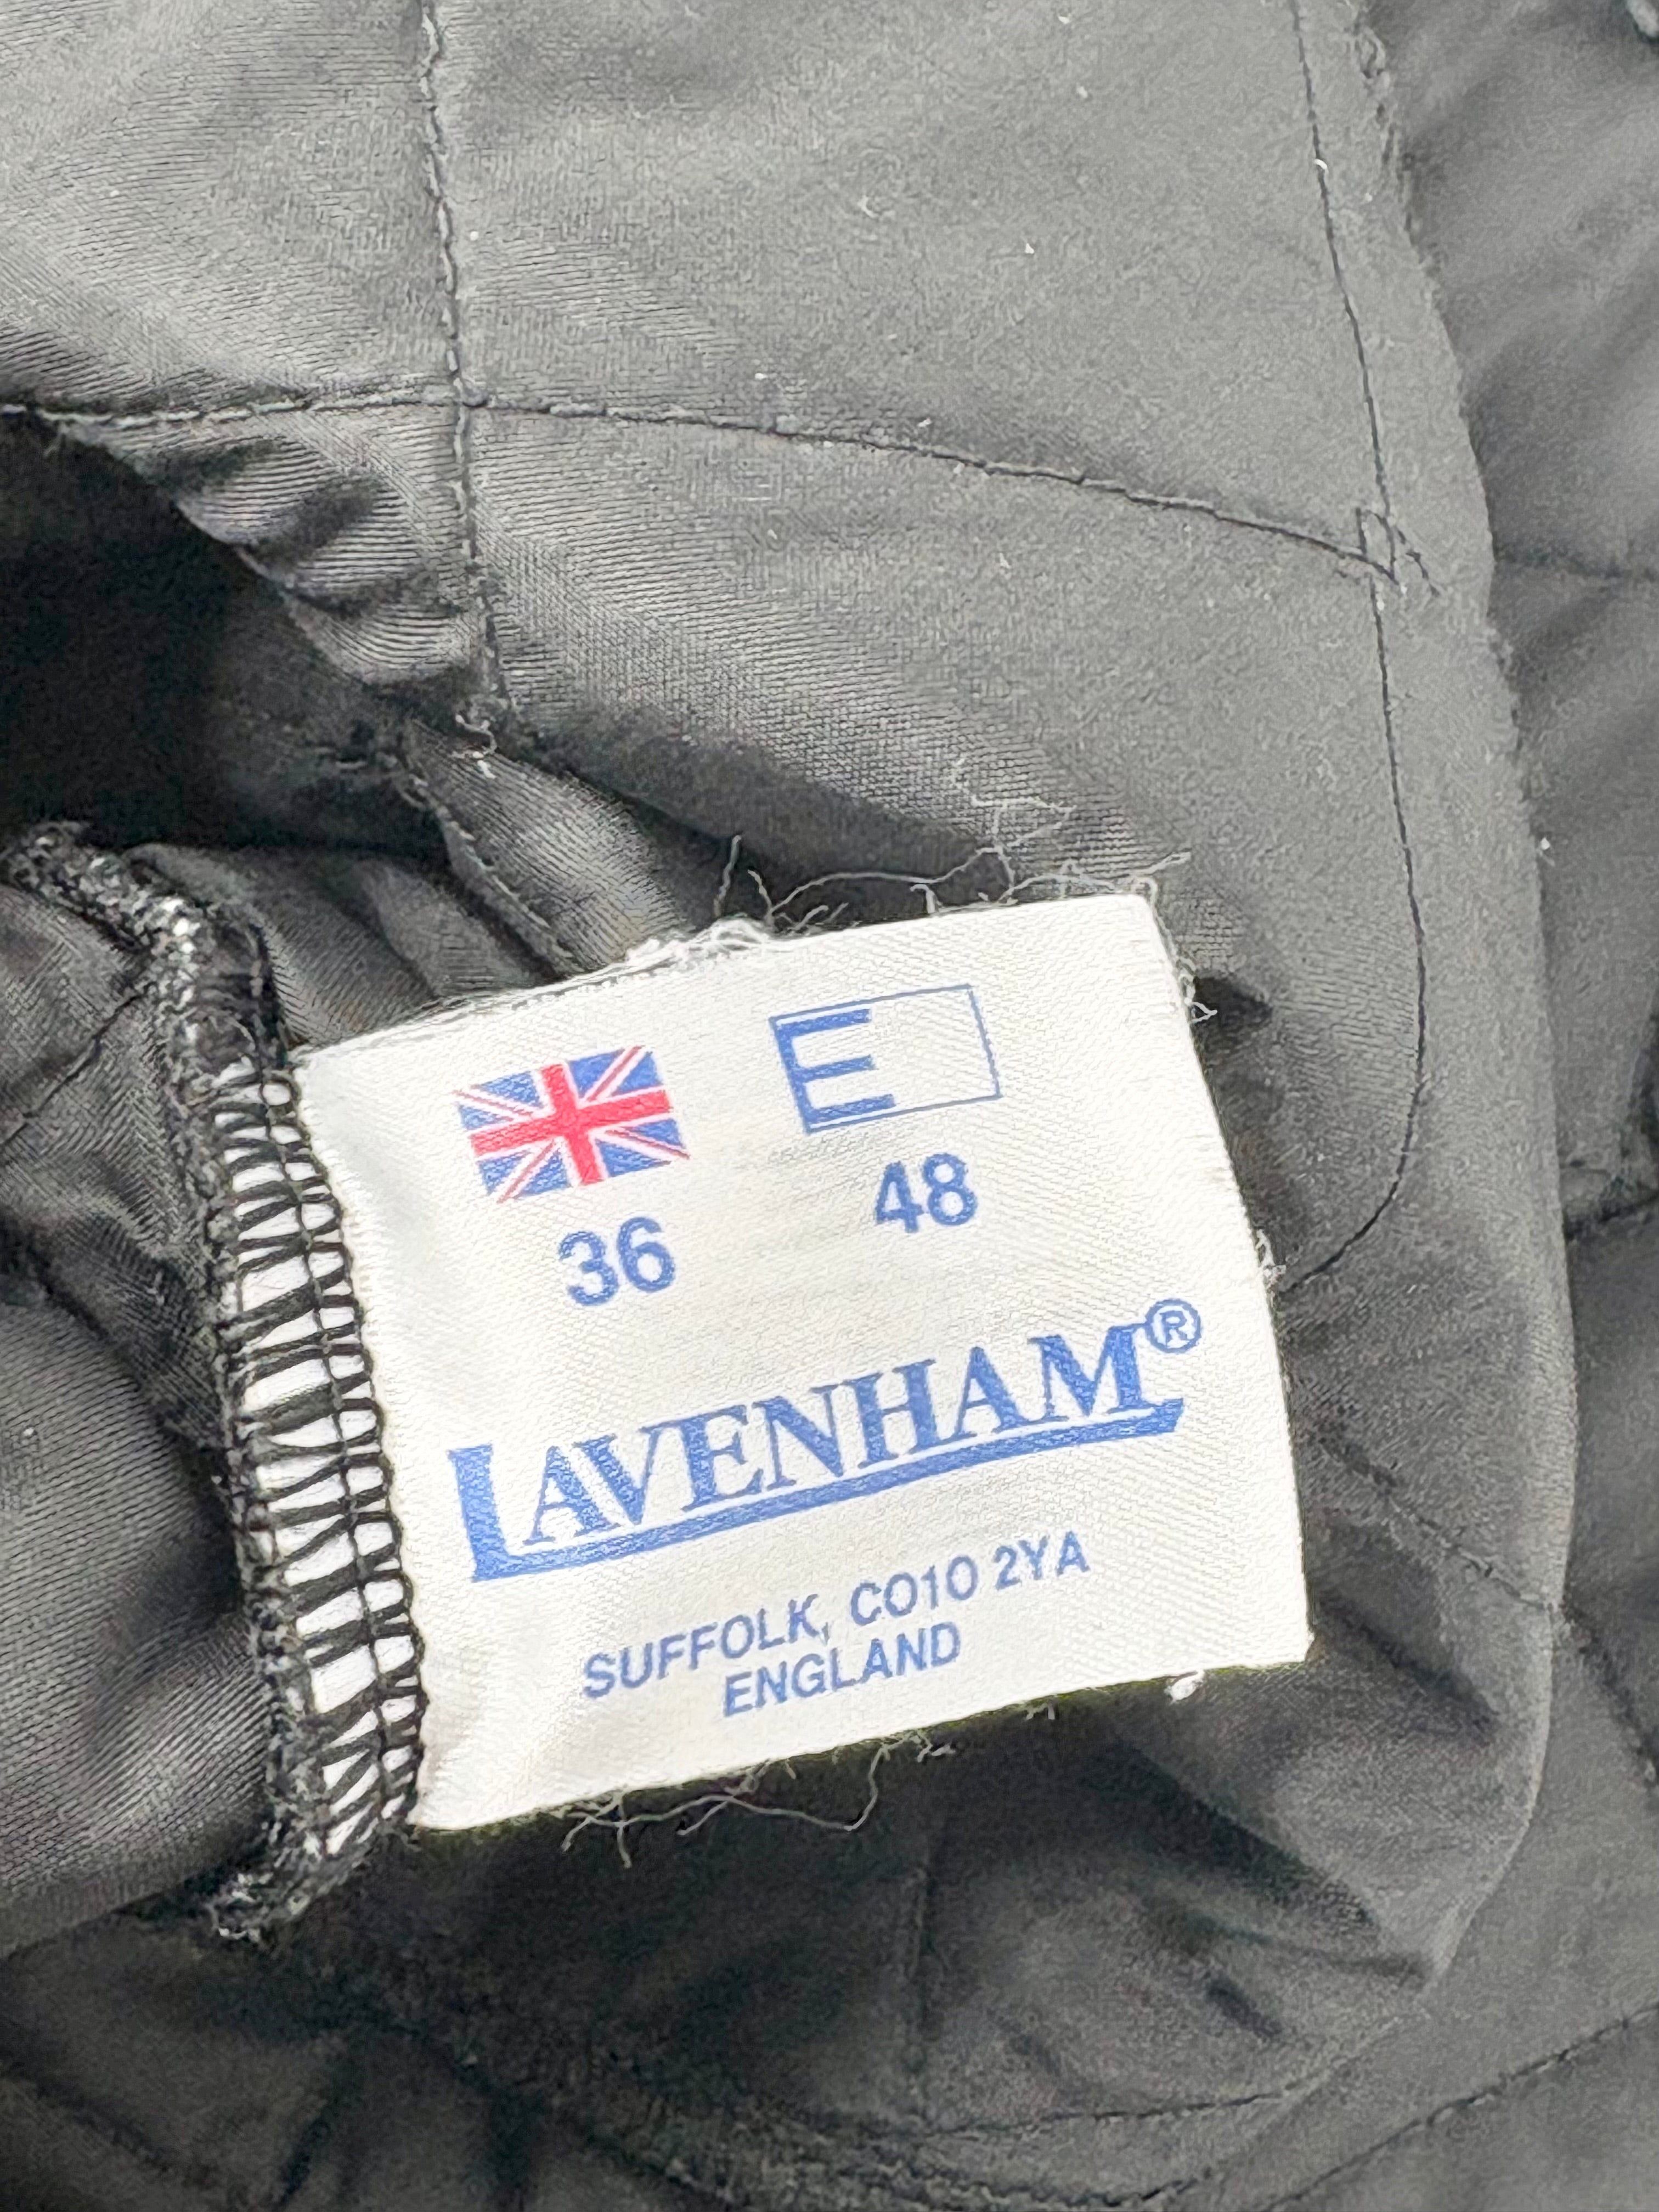 E
36 48
LAVENHAM®
SUFFOLK, CO10 2YA
ENGLAND